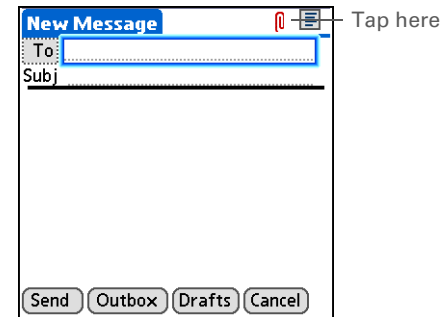 New Message
Tap here
To
Subj
Send Outbox Drafts Cancel